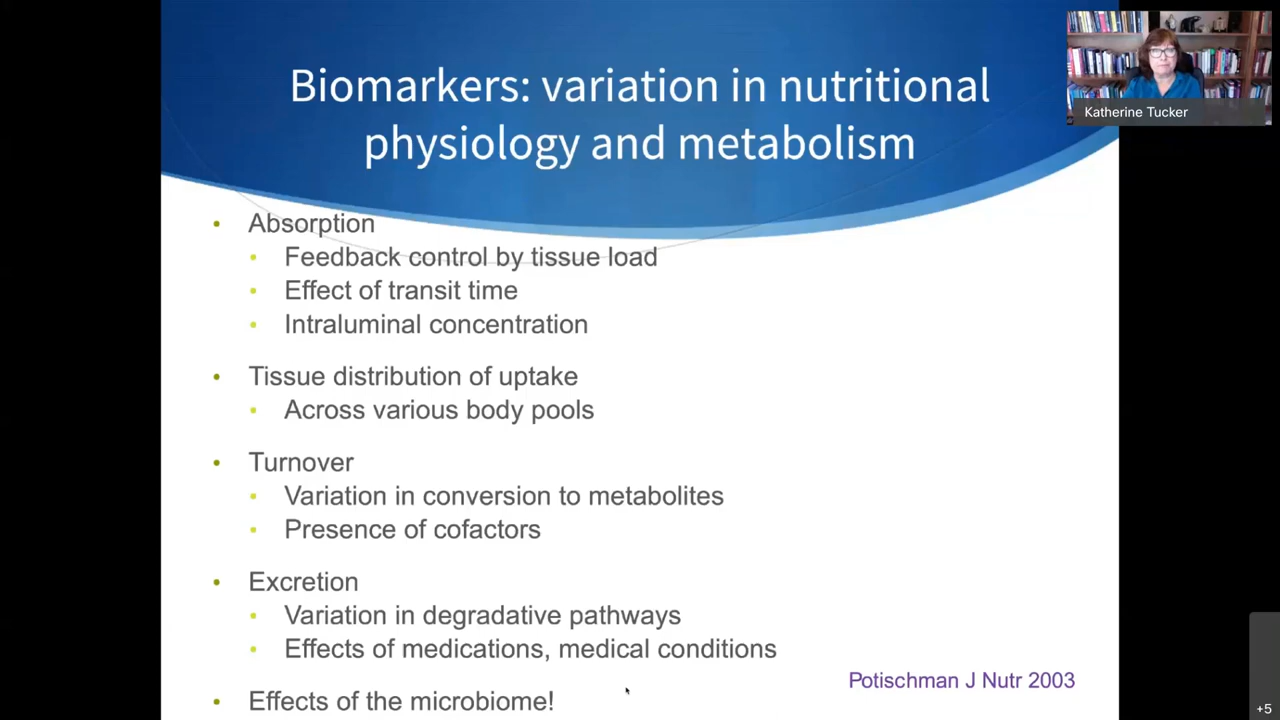 Biomarkers: variation in nutritional
physiology and metabolism
Katherine Tucker
• Absorption
• Feedback control by tissue load
• Effect of transit time
• Intraluminal concentration
• Tissue distribution of uptake
• Across various body pools
• Turnover
• Variation in conversion to metabolites
• Presence of cofactors
• Excretion
• Variation in degradative pathways
• Effects of medications, medical conditions
• Effects of the microbiome!
Potischman J Nutr 2003
+5